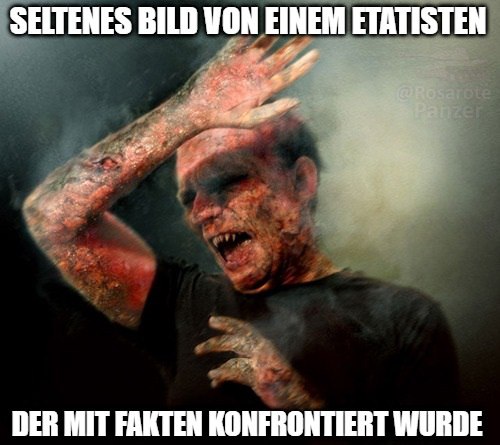 SELTENES BILD VON EINEM ETATISTEN
@Rosarote
Panzer
DER MIT FAKTEN KONFRONTIERT WURDE